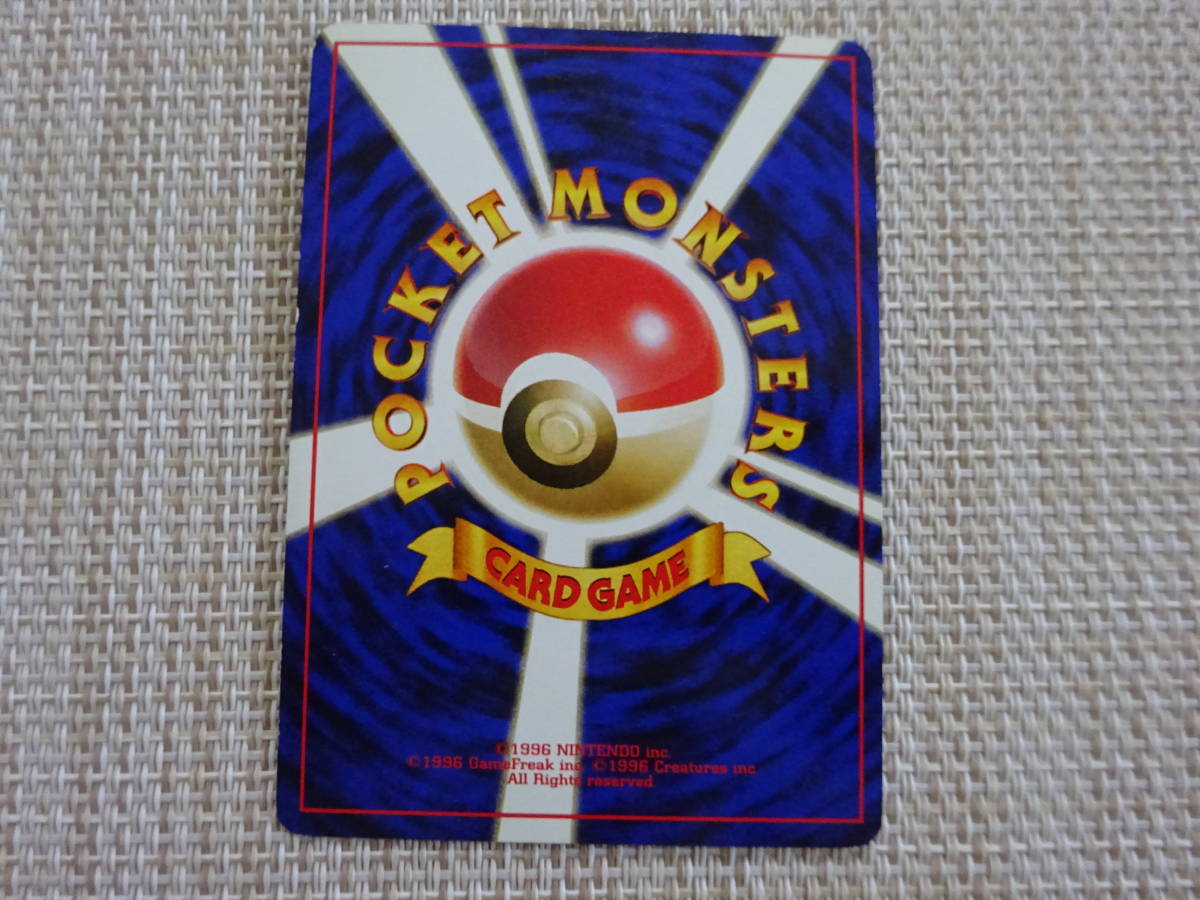 POCKET MONSTERS
CARD GAME
©1996 NINTENDO inc.
©1996 GameFreak inc. ©1996 Creatures inc.
All Rights reserved.